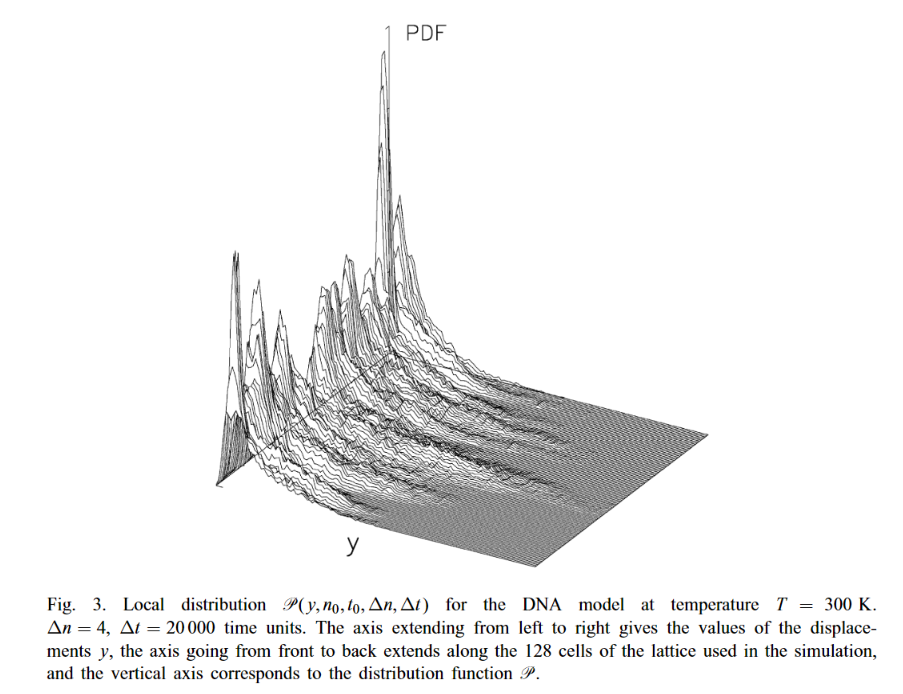 PDF
y
Fig. 3. Local distribution 𝒫(y, n₀, t₀, Δn, Δt) for the DNA model at temperature T = 300 K.
Δn = 4, Δt = 20 000 time units. The axis extending from left to right gives the values of the displace-
ments y, the axis going from front to back extends along the 128 cells of the lattice used in the simulation,
and the vertical axis corresponds to the distribution function 𝒫.